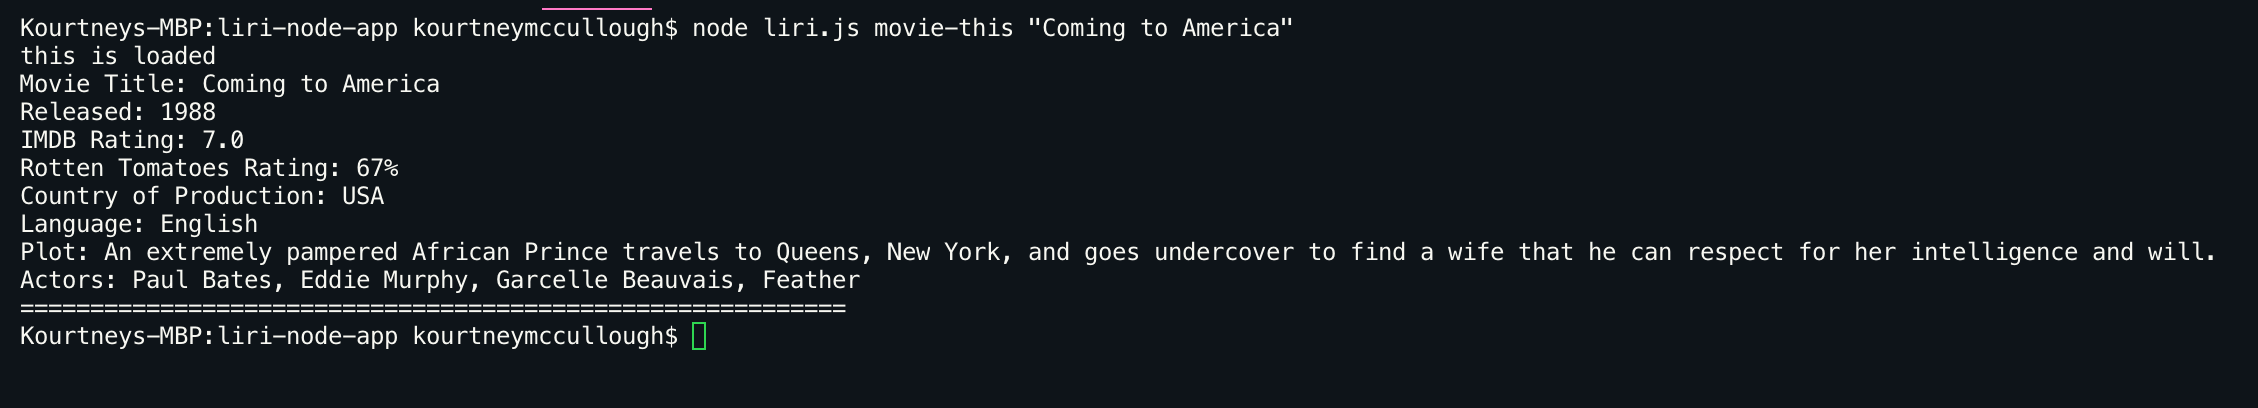 Kourtneys-MBP:liri-node-app kourtneymccullough$ node liri.js movie-this "Coming to America"
this is loaded
Movie Title: Coming to America
Released: 1988
IMDB Rating: 7.0
Rotten Tomatoes Rating: 67%
Country of Production: USA
Language: English
Plot: An extremely pampered African Prince travels to Queens, New York, and goes undercover to find a wife that he can respect for her intelligence and will.
Actors: Paul Bates, Eddie Murphy, Garcelle Beauvais, Feather
===========================================================
Kourtneys-MBP:liri-node-app kourtneymccullough$